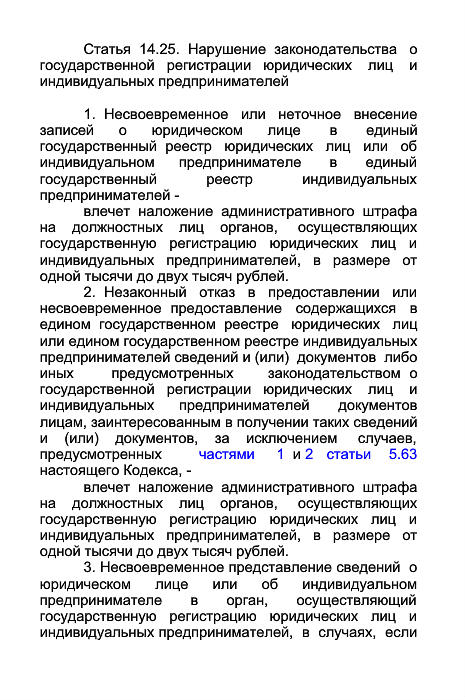 Статья 14.25. Нарушение законодательства о
государственной регистрации юридических лиц и
индивидуальных предпринимателей
1. Несвоевременное или неточное внесение
записей о юридическом лице в единый
государственный реестр юридических лиц или об
индивидуальном предпринимателе в единый
государственный реестр индивидуальных
предпринимателей -
влечет наложение административного штрафа
на должностных лиц органов, осуществляющих
государственную регистрацию юридических лиц и
индивидуальных предпринимателей, в размере от
одной тысячи до двух тысяч рублей.
2. Незаконный отказ в предоставлении или
несвоевременное предоставление содержащихся в
едином государственном реестре юридических лиц
или едином государственном реестре индивидуальных
предпринимателей сведений и (или) документов либо
иных предусмотренных законодательством о
государственной регистрации юридических лиц и
индивидуальных предпринимателей документов
лицам, заинтересованным в получении таких сведений
и (или) документов, за исключением случаев,
предусмотренных частями 1 и 2 статьи 5.63
настоящего Кодекса, -
влечет наложение административного штрафа
на должностных лиц органов, осуществляющих
государственную регистрацию юридических лиц и
индивидуальных предпринимателей, в размере от
одной тысячи до двух тысяч рублей.
3. Несвоевременное представление сведений о
юридическом лице или об индивидуальном
предпринимателе в орган, осуществляющий
государственную регистрацию юридических лиц и
индивидуальных предпринимателей, в случаях, если